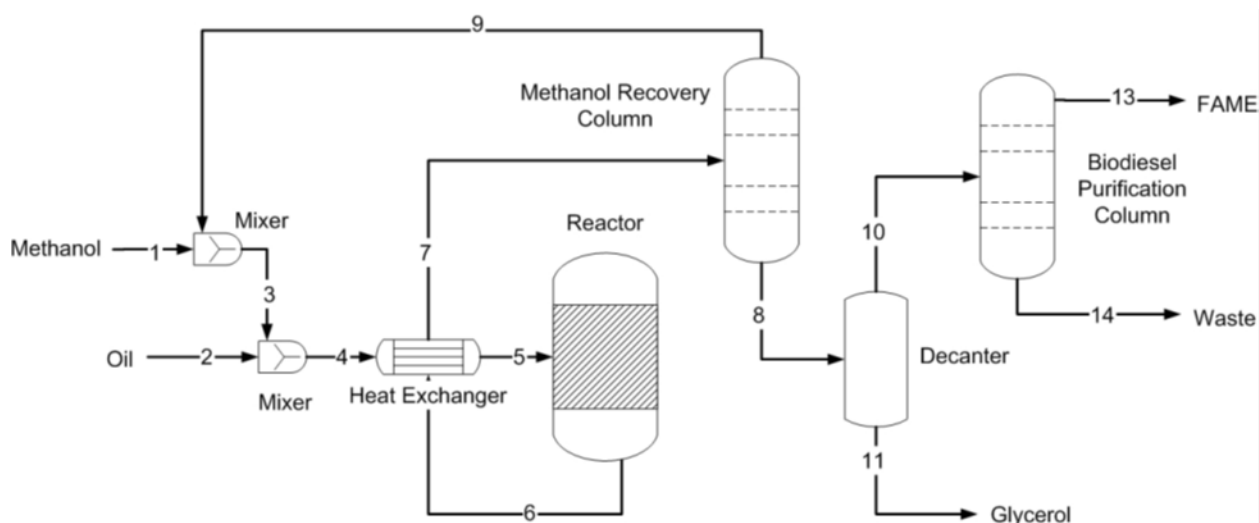 9
Methanol Recovery
Column
13
FAME
Biodiesel
Purification
Column
Mixer
Reactor
Methanol
1
7
10
3
8
14
Waste
Oil
2
4
5
Decanter
Mixer
Heat Exchanger
11
6
Glycerol